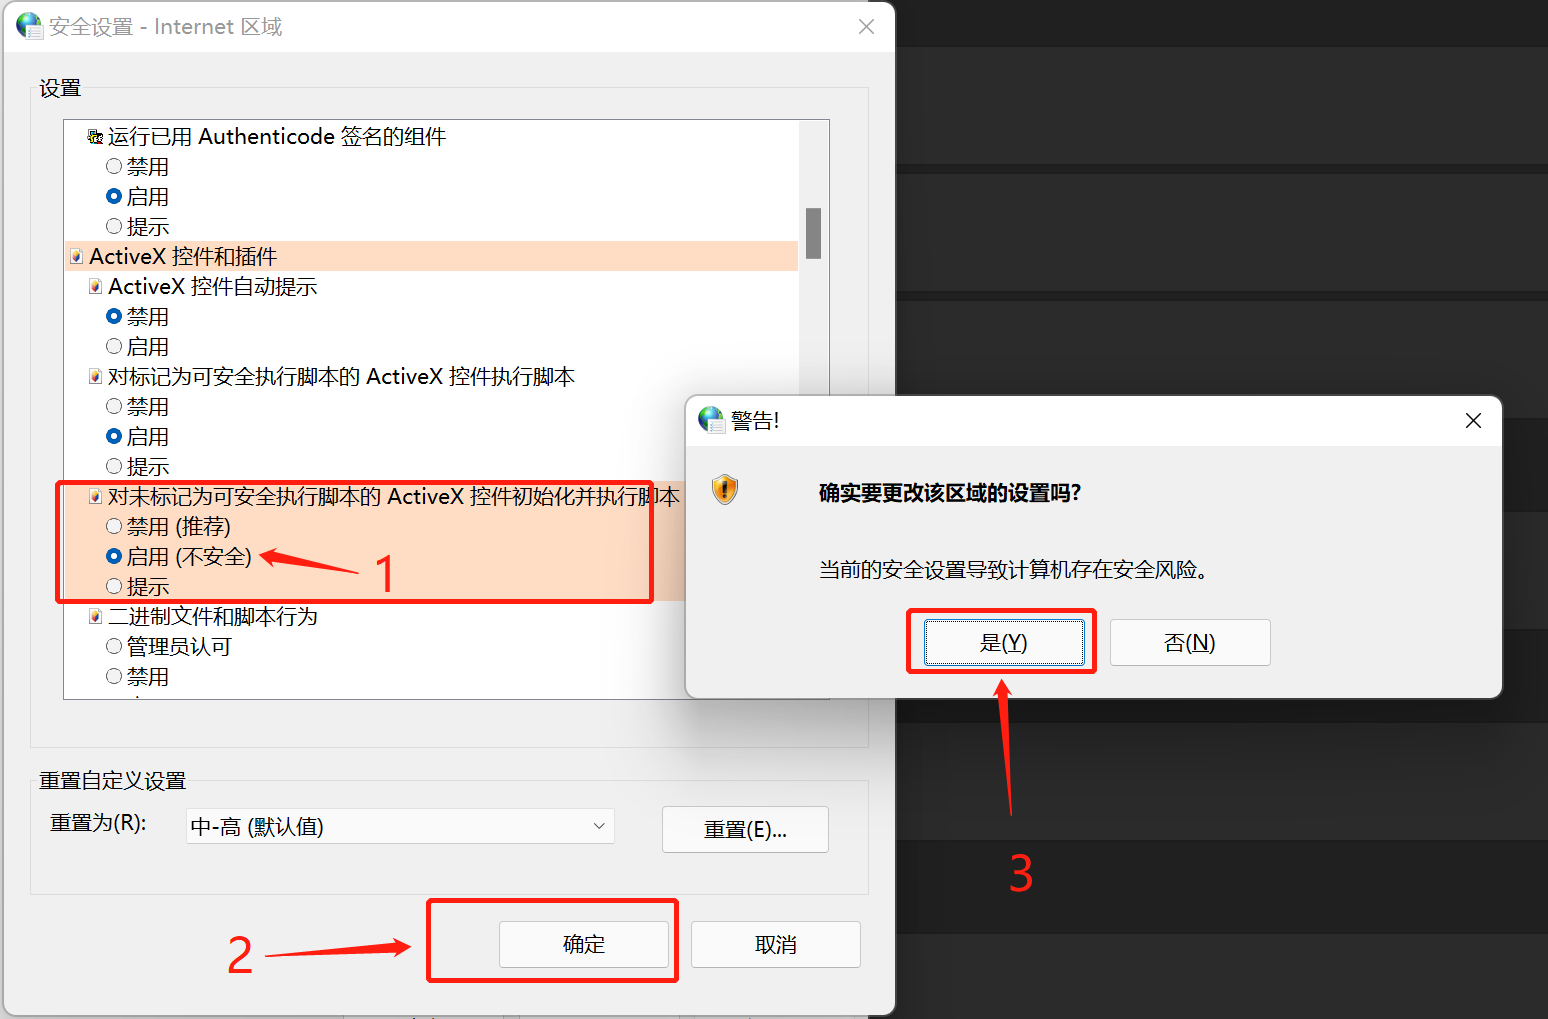 安全设置 - Internet 区域
设置
运行已用 Authenticode 签名的组件
禁用
启用
提示
ActiveX 控件和插件
ActiveX 控件自动提示
禁用
启用
对标记为可安全执行脚本的 ActiveX 控件执行脚本
禁用
启用
提示
对未标记为可安全执行脚本的 ActiveX 控件初始化并执行脚本
禁用 (推荐)
启用 (不安全)
1
提示
二进制文件和脚本行为
管理员认可
禁用
重置自定义设置
重置为(R):
中-高 (默认值)
重置(E)...
2
确定
取消
警告!
确实要更改该区域的设置吗?
当前的安全设置导致计算机存在安全风险。
是(Y)
否(N)
3